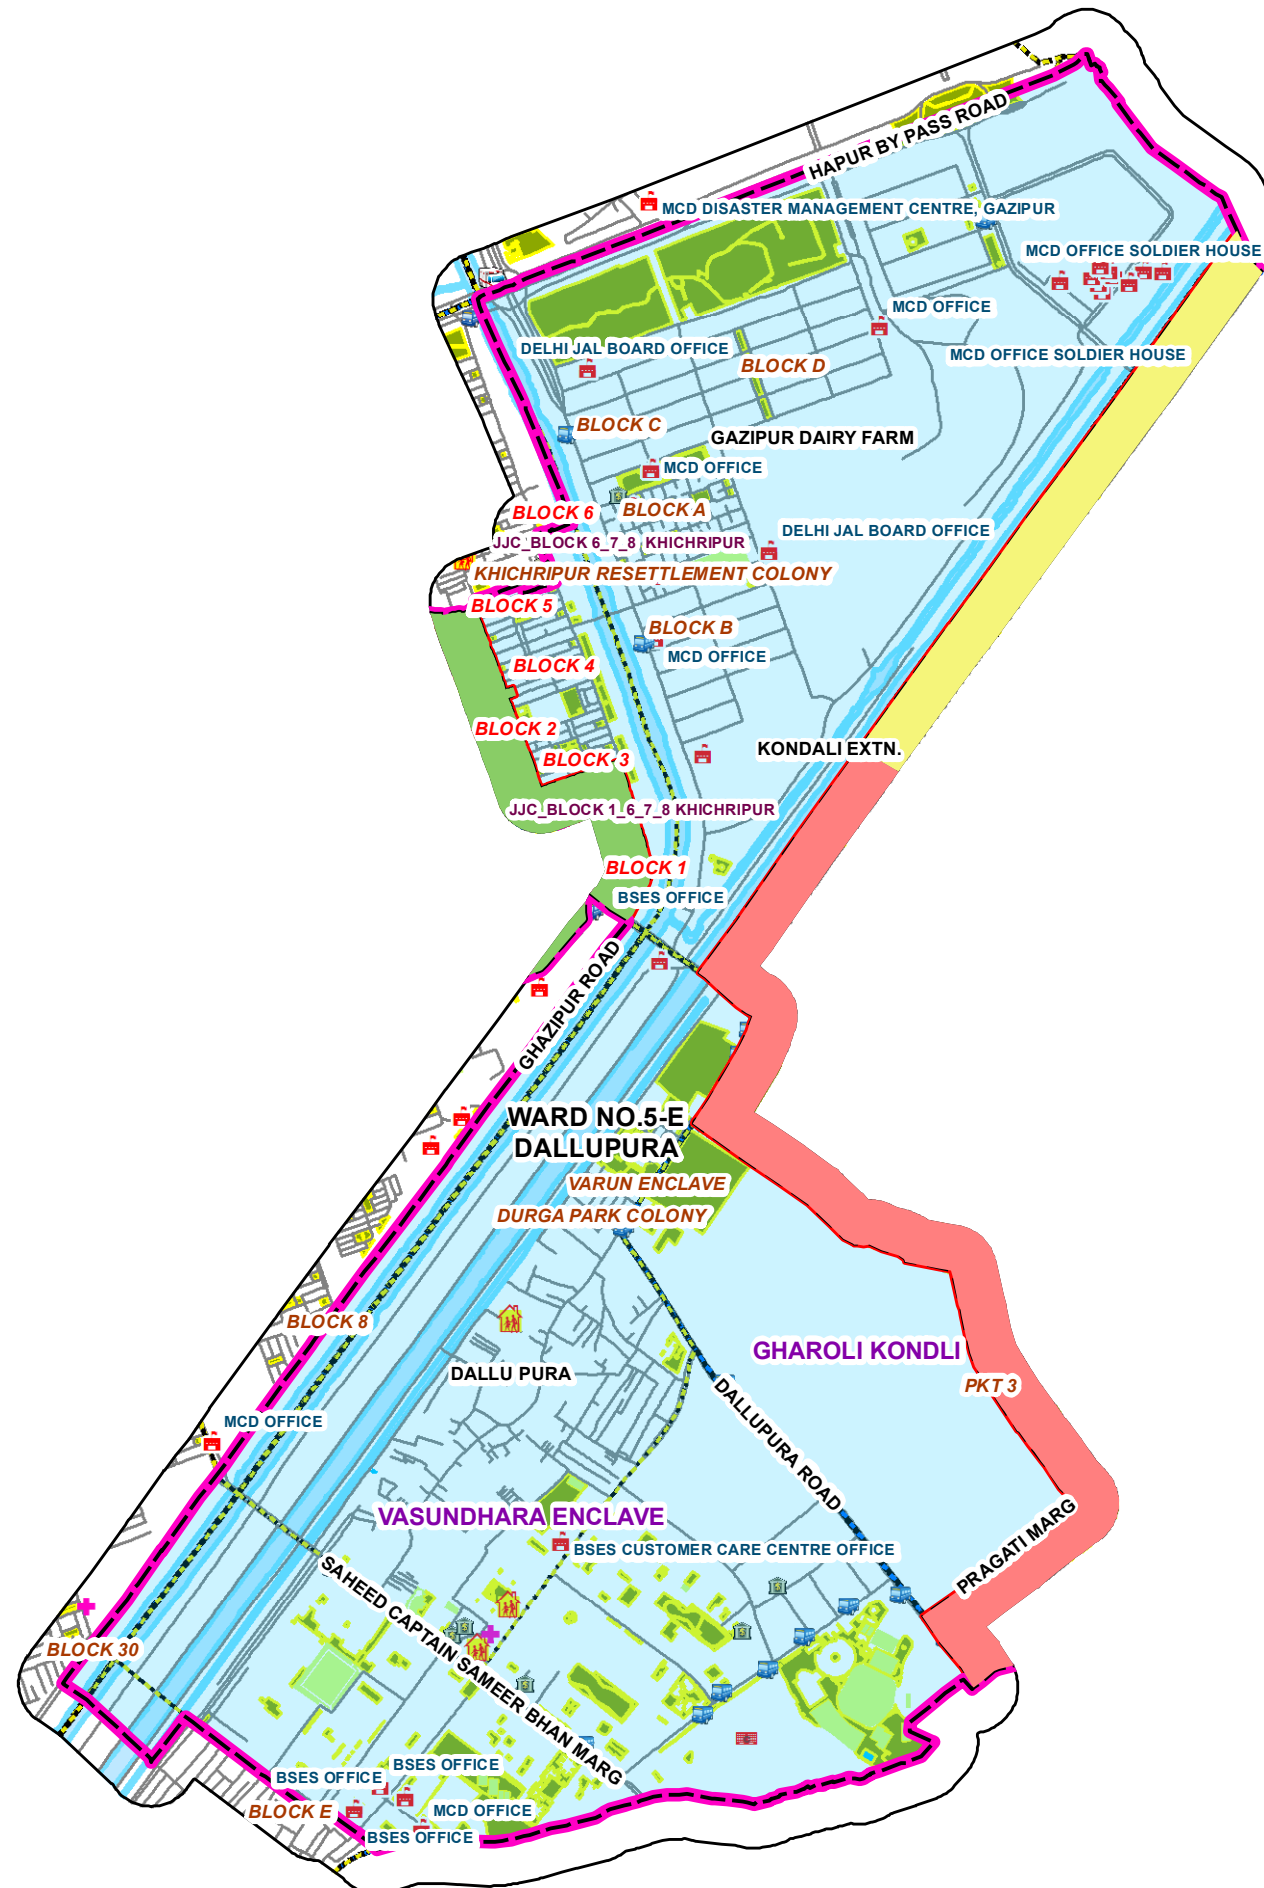 HAPUR BY PASS ROAD
MCD DISASTER MANAGEMENT CENTRE, GAZIPUR
MCD OFFICE SOLDIER HOUSE
MCD OFFICE
DELHI JAL BOARD OFFICE
MCD OFFICE SOLDIER HOUSE
BLOCK D
BLOCK C
GAZIPUR DAIRY FARM
MCD OFFICE
BLOCK 6
BLOCK A
DELHI JAL BOARD OFFICE
JJC_BLOCK 6_7_8 KHICHRIPUR
KHICHRIPUR RESETTLEMENT COLONY
BLOCK 5
BLOCK B
MCD OFFICE
BLOCK 4
BLOCK 2
KONDALI EXTN.
BLOCK 3
JJC_BLOCK 1_6_7_8 KHICHRIPUR
BLOCK 1
BSES OFFICE
GHAZIPUR ROAD
WARD NO.5-E
DALLUPURA
VARUN ENCLAVE
DURGA PARK COLONY
BLOCK 8
GHAROLI KONDLI
DALLU PURA
PKT 3
MCD OFFICE
DALLUPURA ROAD
VASUNDHARA ENCLAVE
BSES CUSTOMER CARE CENTRE OFFICE
PRAGATI MARG
SAHEED CAPTAIN SAMEER BHAN MARG
BLOCK 30
BSES OFFICE
BSES OFFICE
BLOCK E
MCD OFFICE
BSES OFFICE